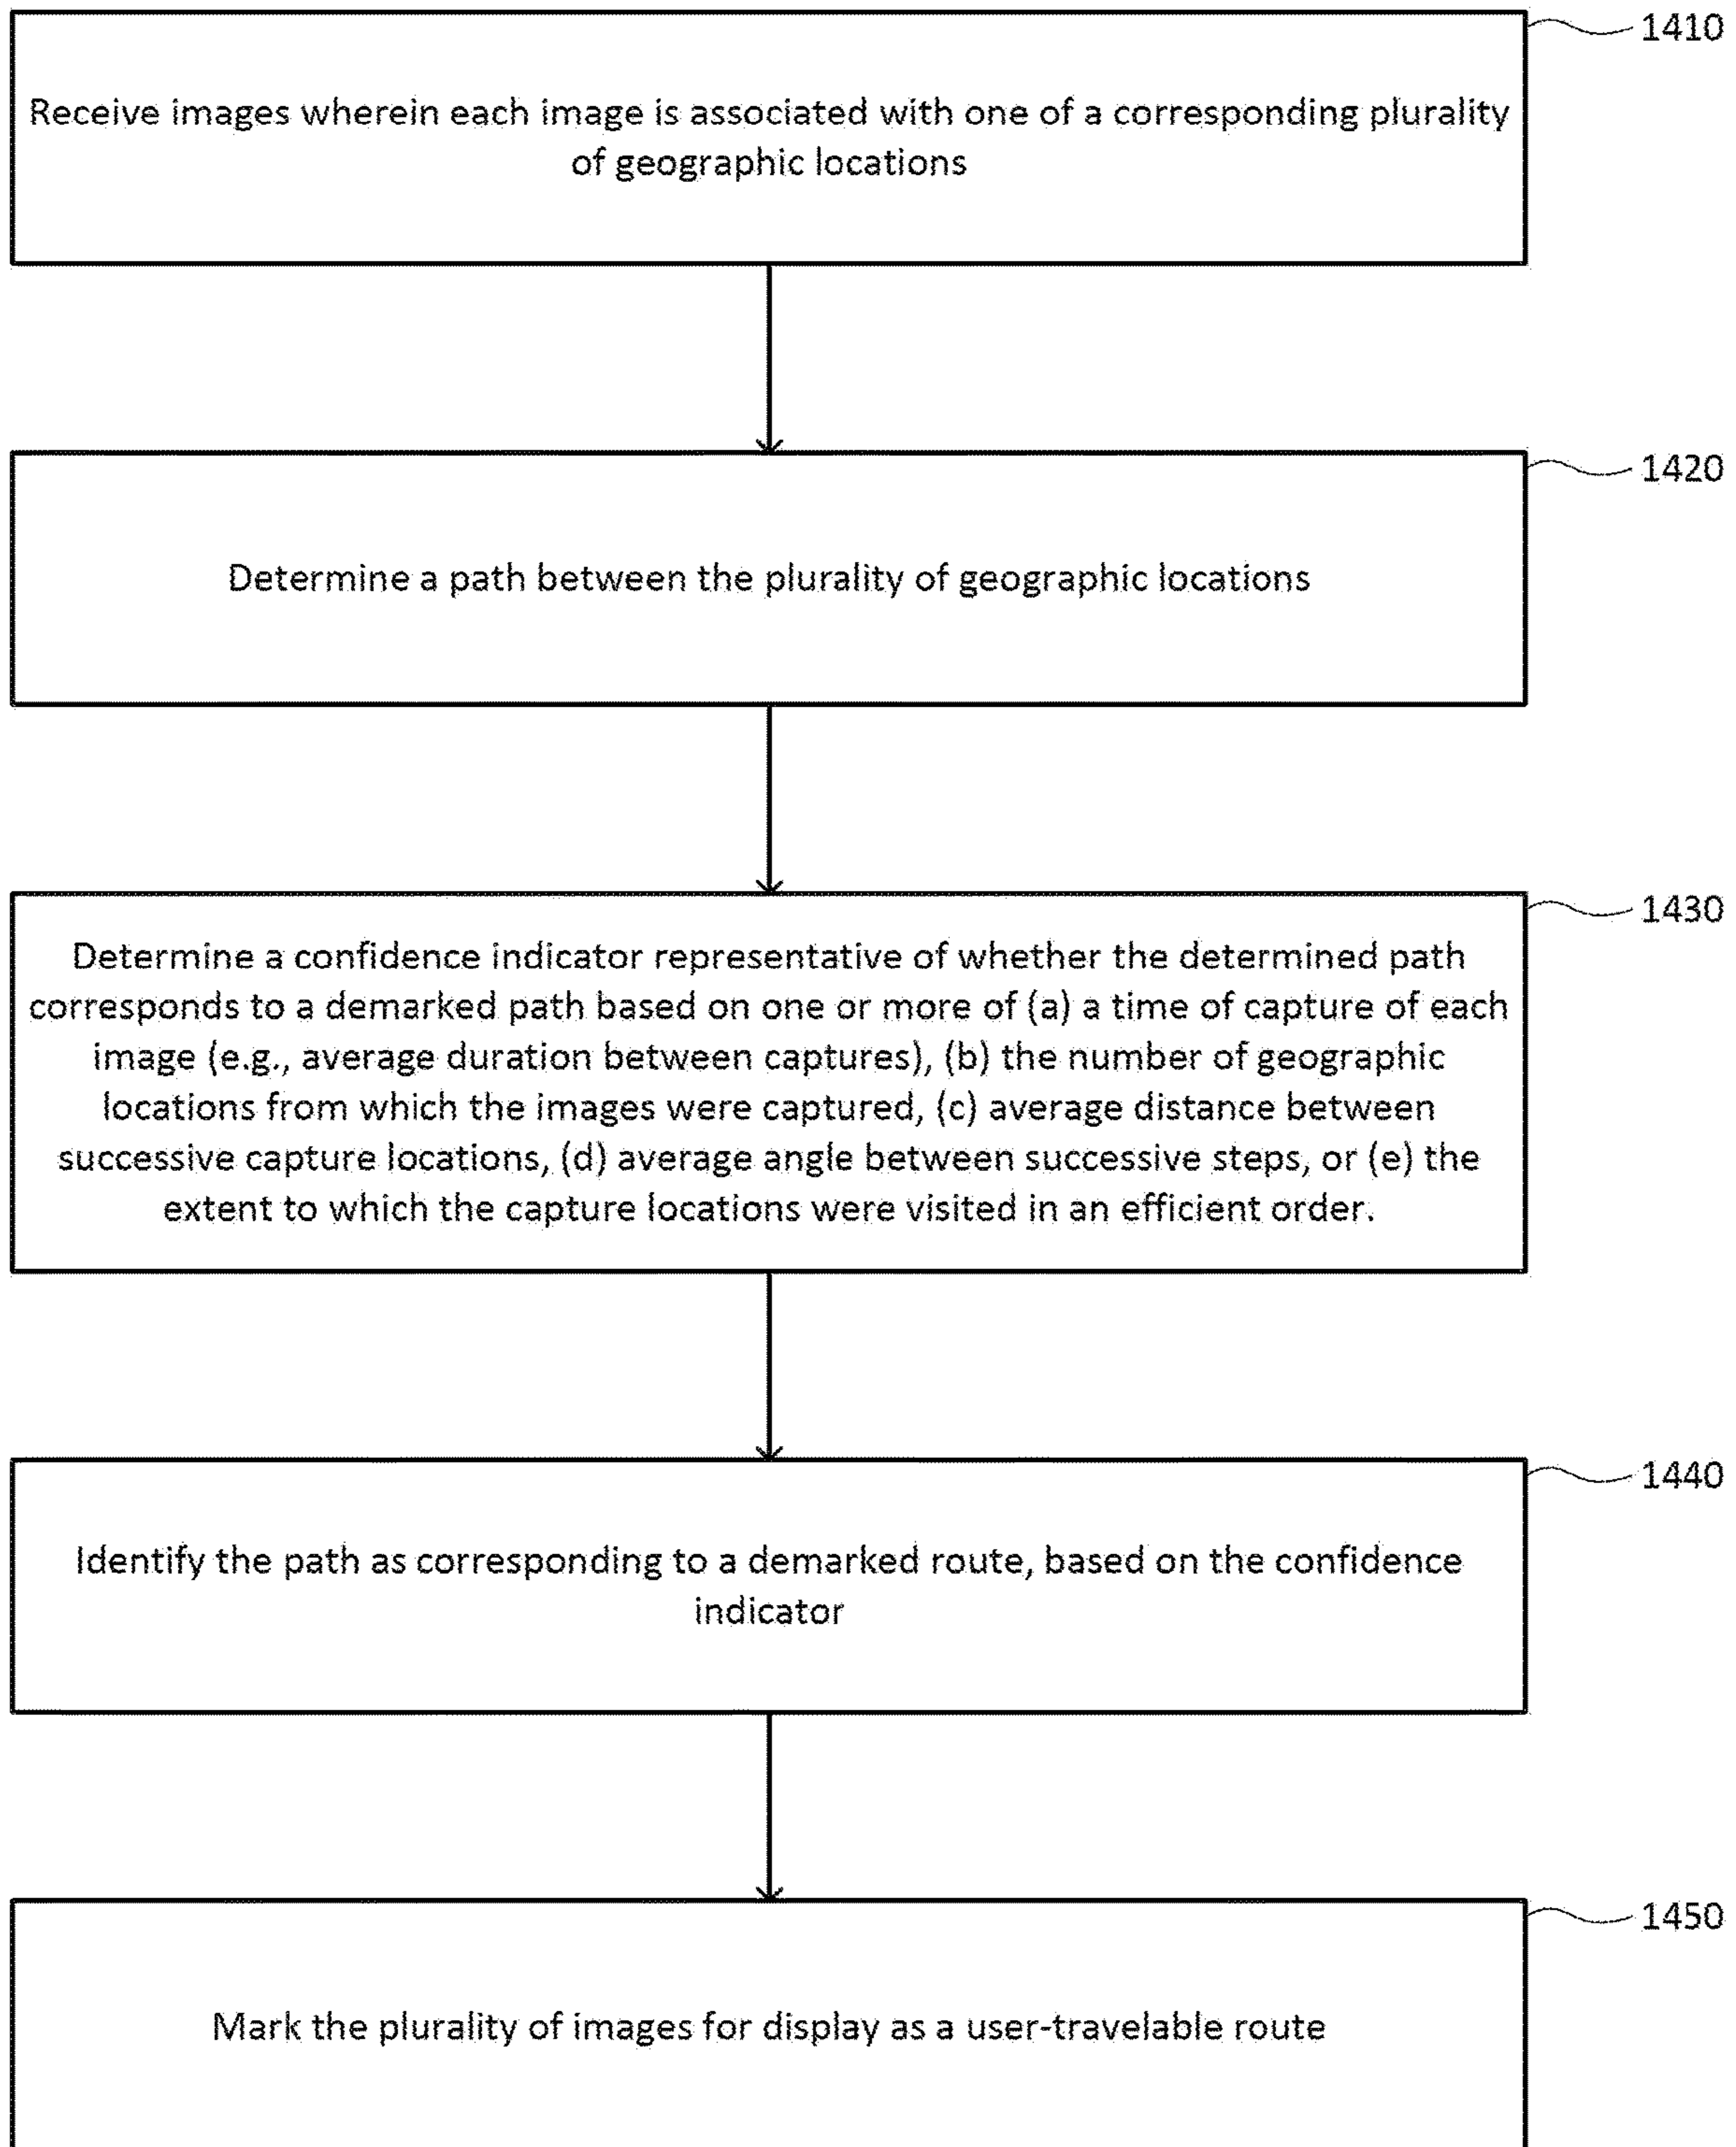 1410
Receive images wherein each image is associated with one of a corresponding plurality
of geographic locations
1420
Determine a path between the plurality of geographic locations
1430
Determine a confidence indicator representative of whether the determined path
corresponds to a demarked path based on one or more of (a) a time of capture of each
image (e.g., average duration between captures), (b) the number of geographic
locations from which the images were captured, (c) average distance between
successive capture locations, (d) average angle between successive steps, or (e) the
extent to which the capture locations were visited in an efficient order.
1440
Identify the path as corresponding to a demarked route, based on the confidence
indicator
1450
Mark the plurality of images for display as a user-travelable route